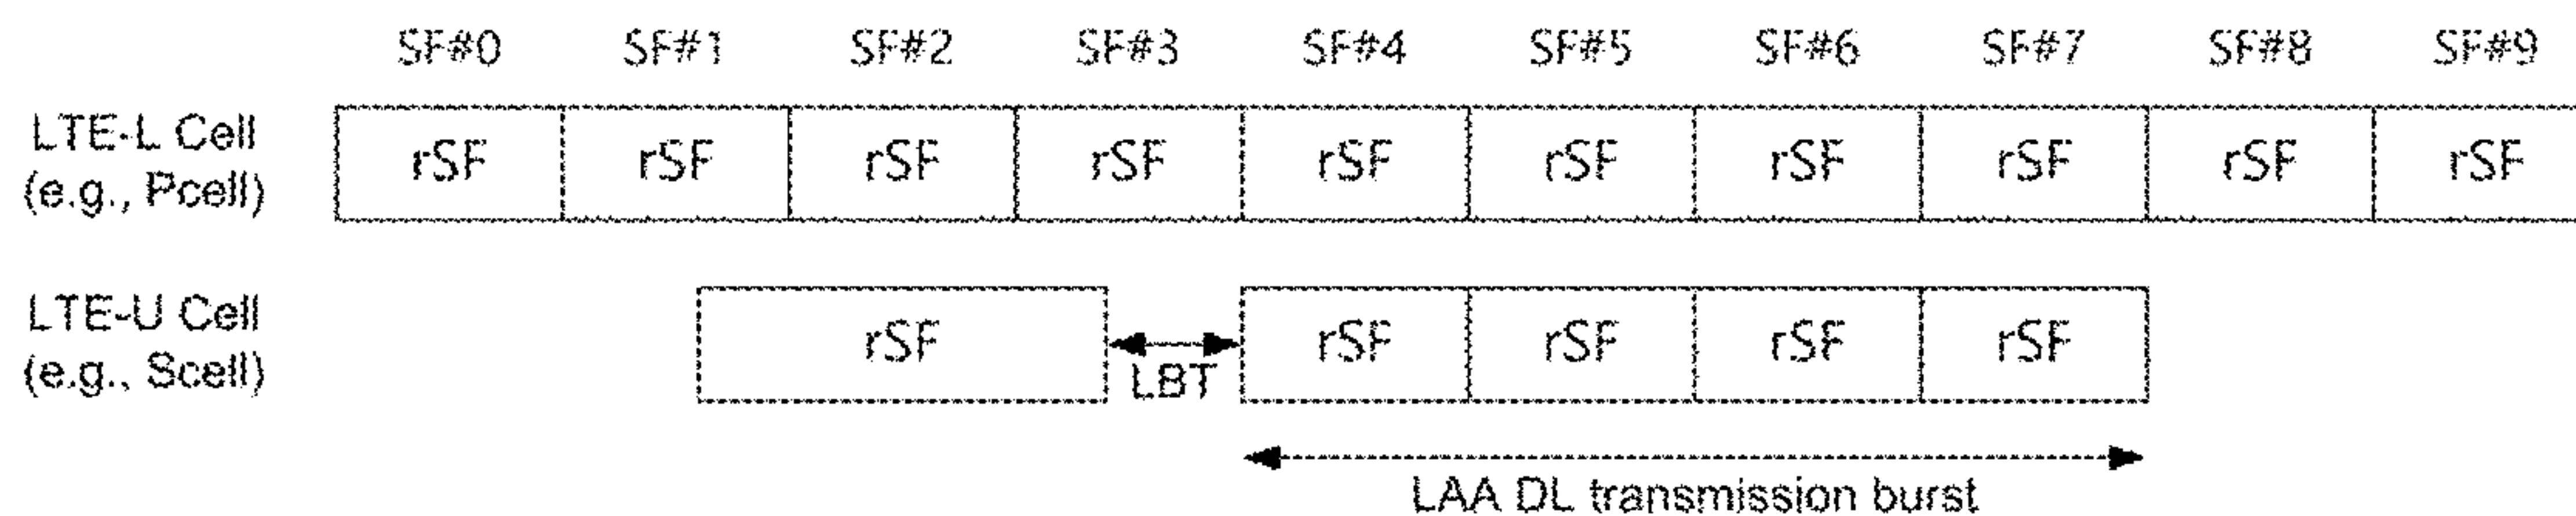 SF#0 SF#1 SF#2 SF#3 SF#4 SF#5 SF#6 SF#7 SF#8 SF#9
LTE-L Cell
(e.g., Pcell)
rSF rSF rSF rSF rSF rSF rSF rSF rSF rSF
LTE-U Cell
(e.g., Scell)
rSF LBT rSF rSF rSF rSF
LAA DL transmission burst